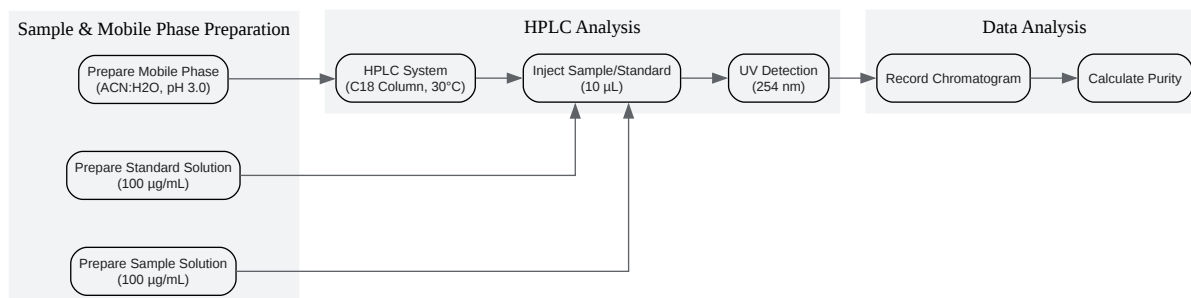 Sample & Mobile Phase Preparation
Prepare Mobile Phase
(ACN:H2O, pH 3.0)
Prepare Standard Solution
(100 µg/mL)
Prepare Sample Solution
(100 µg/mL)
HPLC Analysis
HPLC System
(C18 Column, 30°C)
Inject Sample/Standard
(10 µL)
UV Detection
(254 nm)
Data Analysis
Record Chromatogram
Calculate Purity